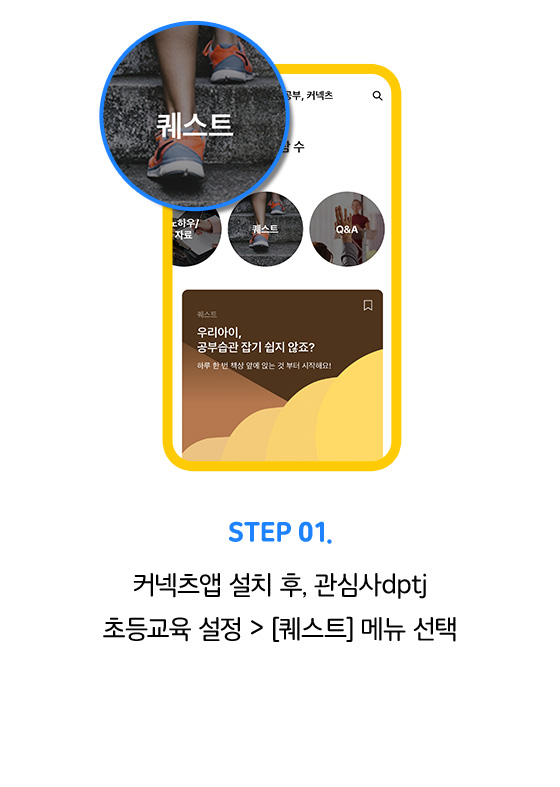 퀘스트
공부, 커넥츠
수
노하우/
자료
퀘스트
Q&A
퀘스트
우리아이,
공부습관 잡기 쉽지 않죠?
하루 한 번 책상 앞에 앉는 것 부터 시작해요!
STEP 01.
커넥츠앱 설치 후, 관심사dptj
초등교육 설정 > [퀘스트] 메뉴 선택